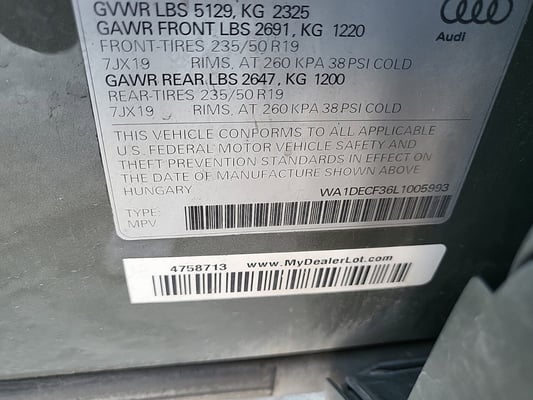 GVWR LBS 5129, KG 2325
GAWR FRONT LBS 2691, KG 1220
FRONT-TIRES 235/50 R19
7JX19 RIMS, AT 260 KPA 38 PSI COLD
GAWR REAR LBS 2647, KG 1200
REAR-TIRES 235/50 R19
7JX19 RIMS, AT 260 KPA 38 PSI COLD
Audi
THIS VEHICLE CONFORMS TO ALL APPLICABLE
U.S. FEDERAL MOTOR VEHICLE SAFETY AND
THEFT PREVENTION STANDARDS IN EFFECT ON
THE DATE OF MANUFACTURE SHOWN ABOVE
HUNGARY
WA1DECF36L1005993
TYPE:
MPV
4758713 www.MyDealerLot.com